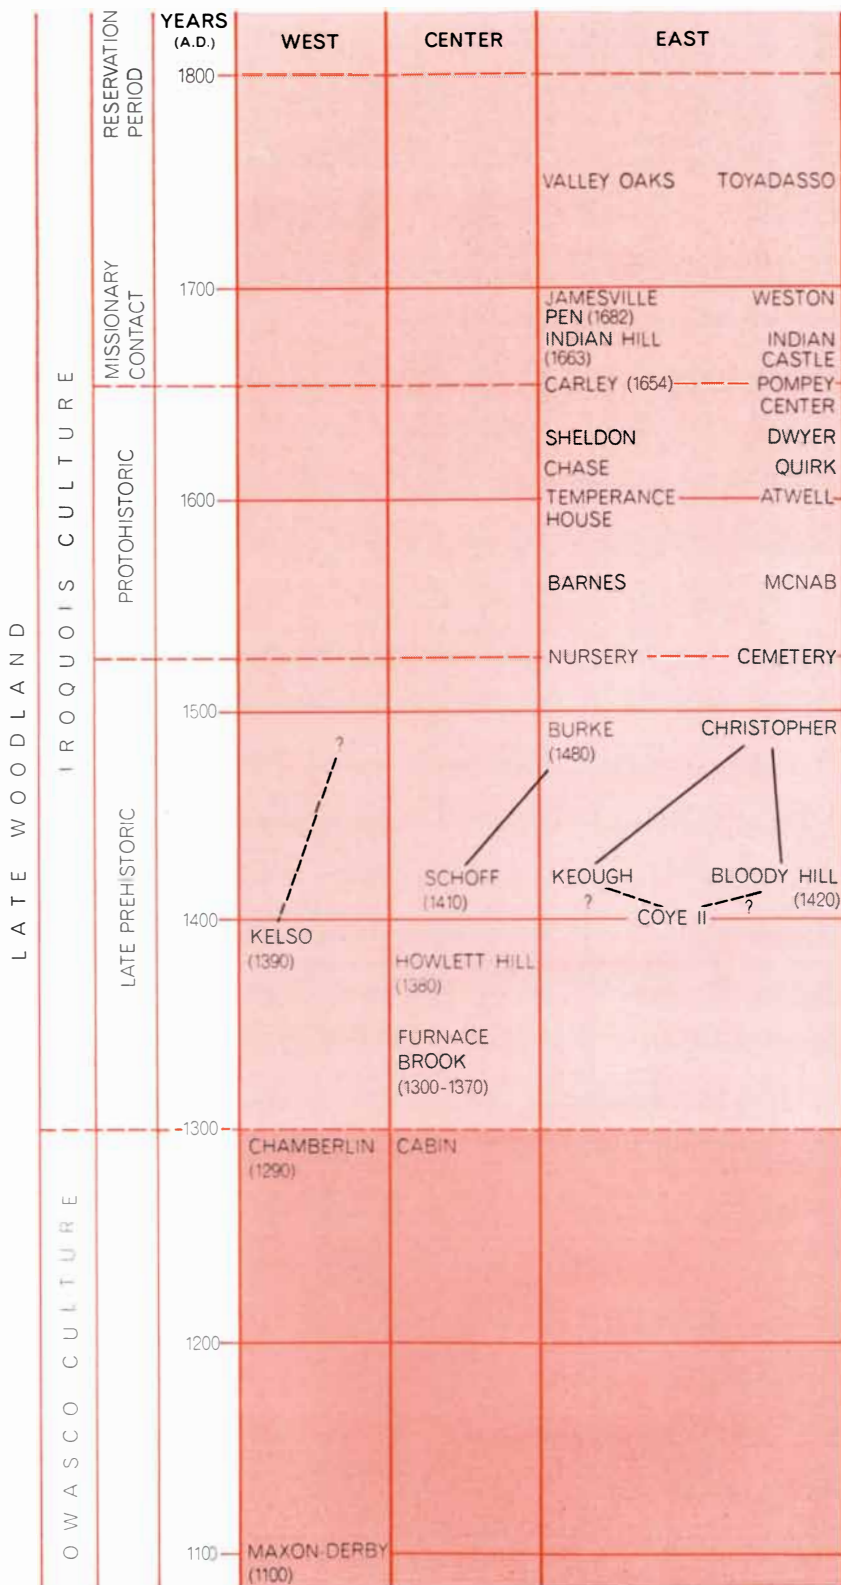 YEARS
(A.D.)
WEST
CENTER
EAST
RESERVATION
PERIOD
1800
VALLEY OAKS
TOYADASSO
MISSIONARY
CONTACT
1700
JAMESVILLE
PEN (1682)
WESTON
INDIAN HILL
(1663)
INDIAN
CASTLE
CARLEY (1654)
POMPEY
CENTER
SHELDON
DWYER
CHASE
QUIRK
PROTOHISTORIC
1600
TEMPERANCE
HOUSE
ATWELL
BARNES
MCNAB
NURSERY
CEMETERY
LATE WOODLAND
IROQUOIS CULTURE
LATE PREHISTORIC
1500
?
BURKE
(1480)
CHRISTOPHER
SCHOFF
(1410)
KEOUGH
?
BLOODY HILL
(1420)
?
1400
COYE II
KELSO
(1390)
HOWLETT HILL
(1380)
FURNACE
BROOK
(1300-1370)
1300
CHAMBERLIN
(1290)
CABIN
OWASCO CULTURE
1200
1100
MAXON-DERBY
(1100)